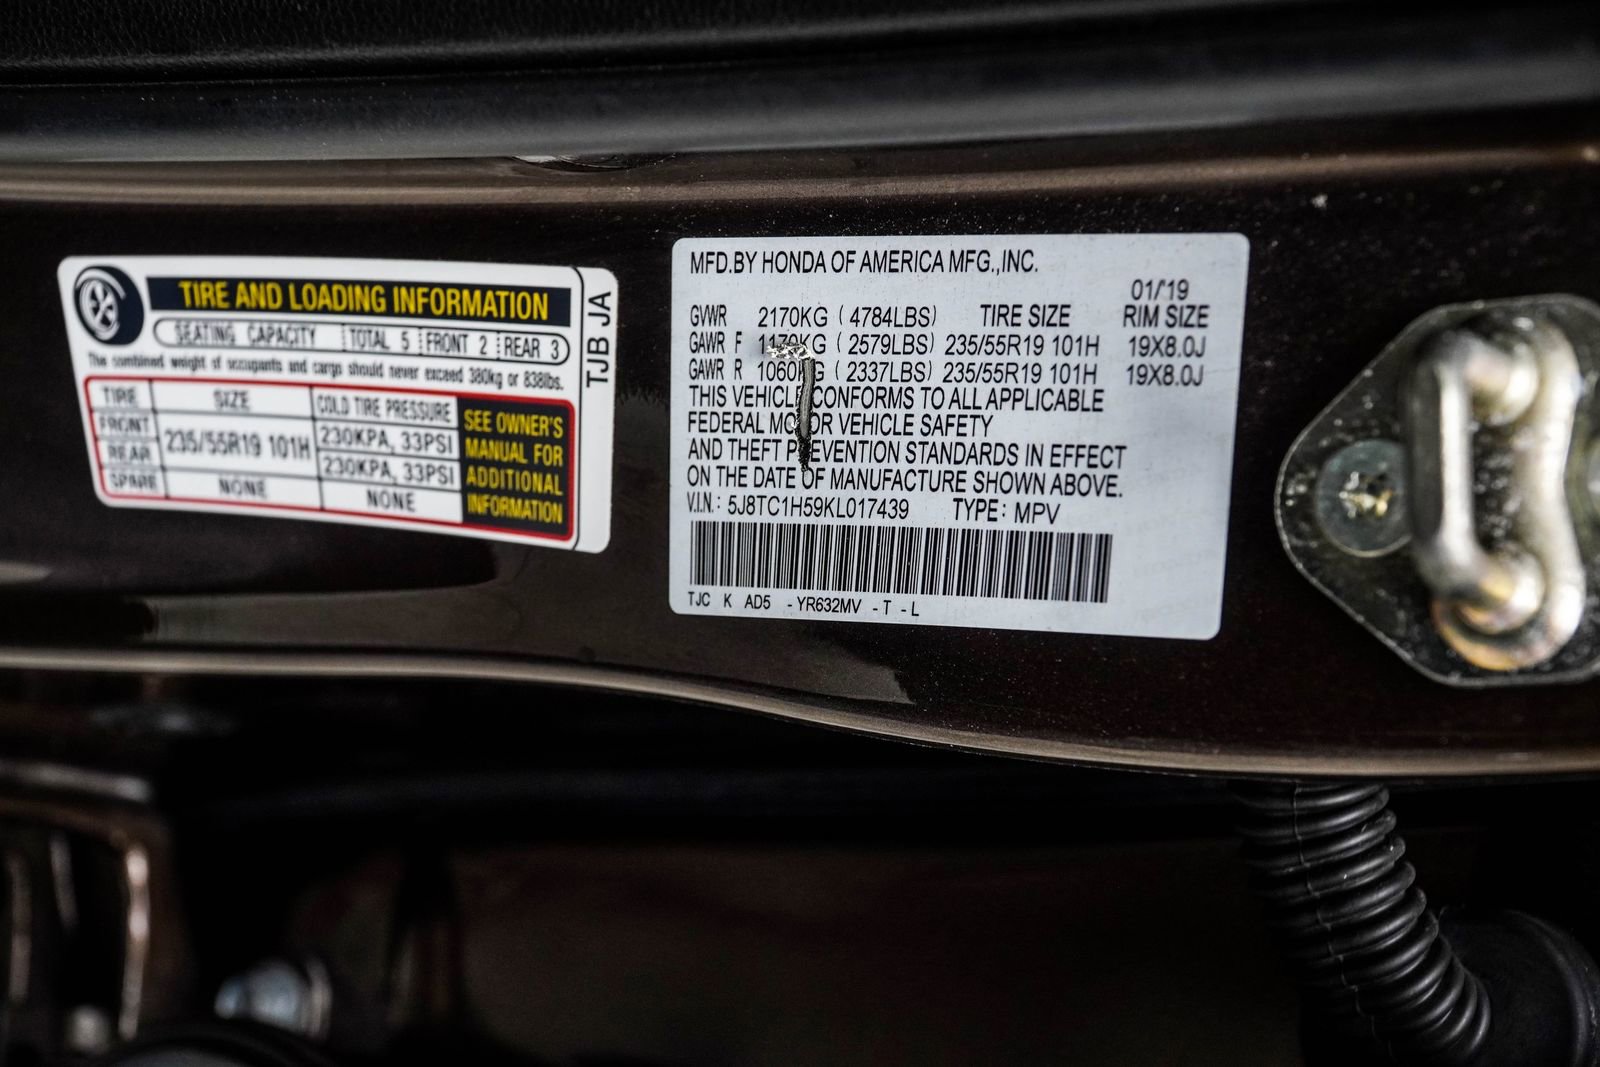 TIRE AND LOADING INFORMATION
SEATING CAPACITY TOTAL 5 FRONT 2 REAR 3
The combined weight of occupants and cargo should never exceed 380kg or 838lbs.
TIRE SIZE COLD TIRE PRESSURE
FRONT 235/55R19 101H 230KPA, 33PSI
REAR 230KPA, 33PSI
SPARE NONE NONE
SEE OWNER'S
MANUAL FOR
ADDITIONAL
INFORMATION
TJB JA
MFD.BY HONDA OF AMERICA MFG.,INC.
01/'19
GVWR 2170KG (4784LBS) TIRE SIZE RIM SIZE
GAWR F 1170KG (2579LBS) 235/55R19 101H 19X8.0J
GAWR R 1060KG (2337LBS) 235/55R19 101H 19X8.0J
THIS VEHICLE CONFORMS TO ALL APPLICABLE
FEDERAL MOTOR VEHICLE SAFETY
AND THEFT PREVENTION STANDARDS IN EFFECT
ON THE DATE OF MANUFACTURE SHOWN ABOVE.
V.I.N.: 5J8TC1H59KL017439 TYPE: MPV
TJC K AD5 -YR632MV -T -L